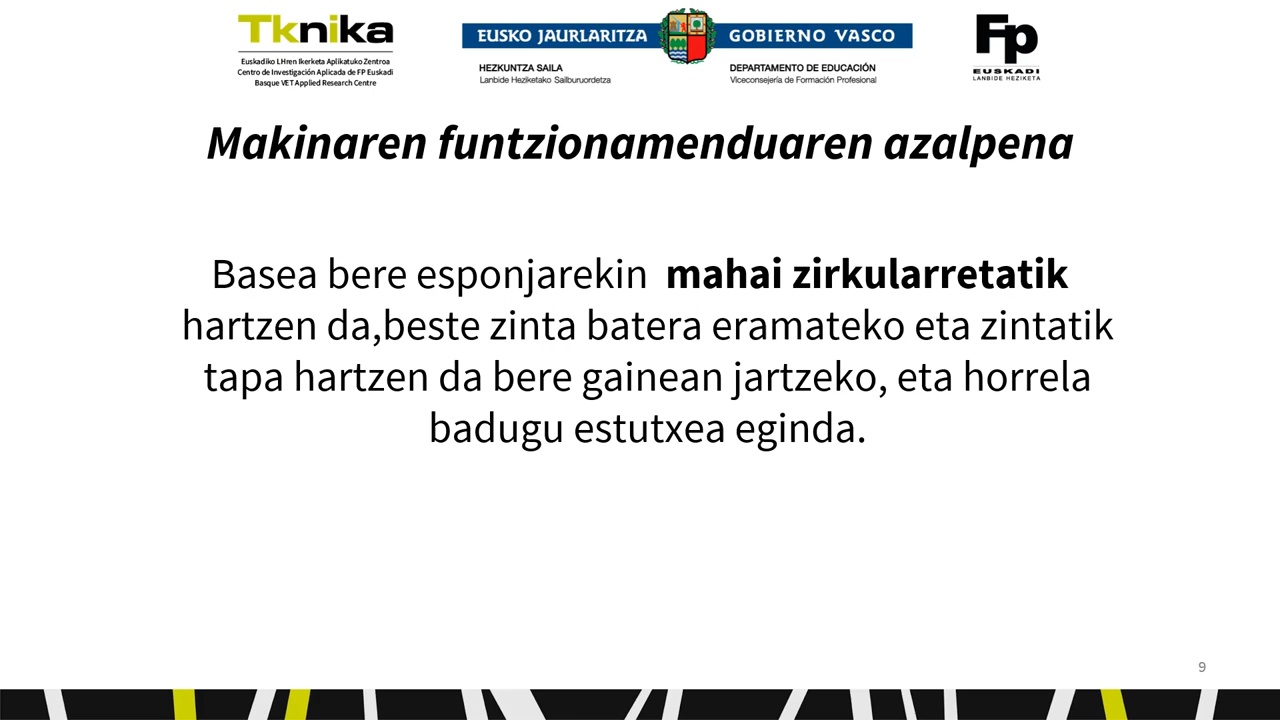 Tknika
Euskadiko LHren Ikerketa Aplikatuko Zentroa
Centro de Investigación Aplicada de FP Euskadi
Basque VET Applied Research Centre
EUSKO JAURLARITZA
GOBIERNO VASCO
HEZKUNTZA SAILA
Lanbide Heziketako Sailburuordetza
DEPARTAMENTO DE EDUCACIÓN
Viceconsejería de Formación Profesional
Fp
EUSKADI
LANBIDE HEZIKETA
Makinaren funtzionamenduaren azalpena
Basea bere esponjarekin  mahai zirkularretatik
hartzen da,beste zinta batera eramateko eta zintatik
tapa hartzen da bere gainean jartzeko, eta horrela
badugu estutxea eginda.
9